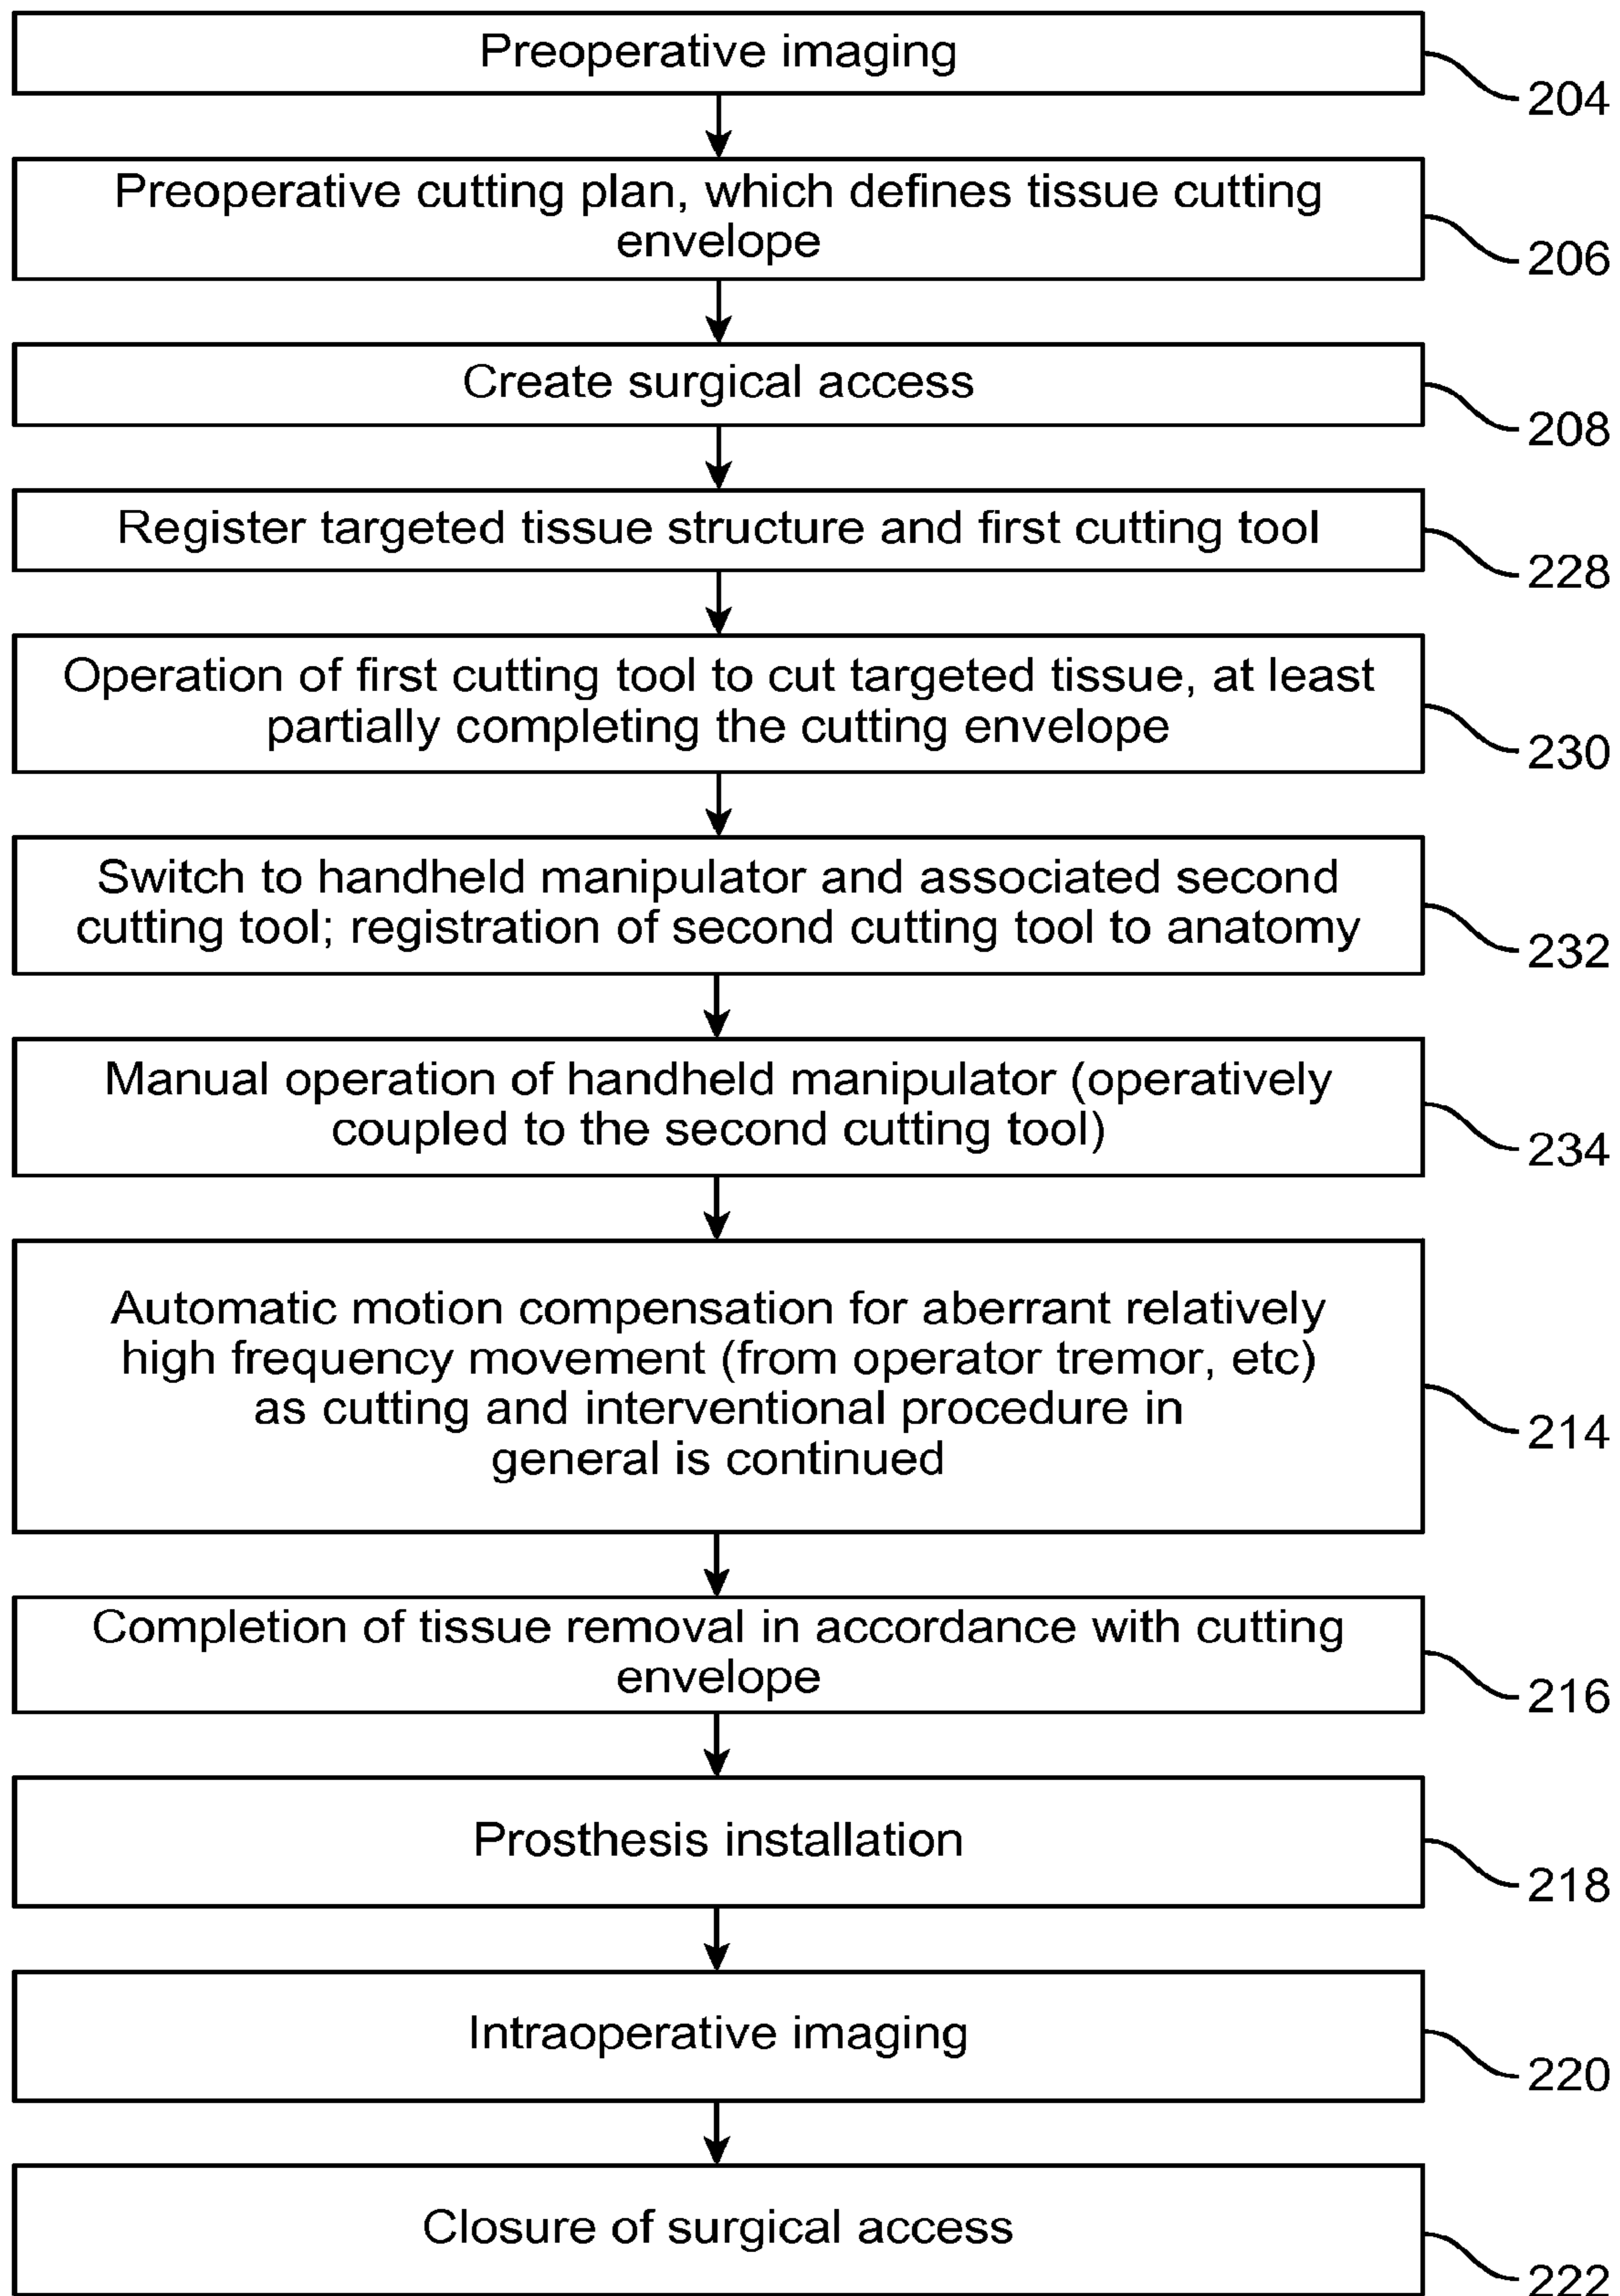 Preoperative imaging
204
Preoperative cutting plan, which defines tissue cutting
envelope
206
Create surgical access
208
Register targeted tissue structure and first cutting tool
228
Operation of first cutting tool to cut targeted tissue, at least
partially completing the cutting envelope
230
Switch to handheld manipulator and associated second
cutting tool; registration of second cutting tool to anatomy
232
Manual operation of handheld manipulator (operatively
coupled to the second cutting tool)
234
Automatic motion compensation for aberrant relatively
high frequency movement (from operator tremor, etc)
as cutting and interventional procedure in
general is continued
214
Completion of tissue removal in accordance with cutting
envelope
216
Prosthesis installation
218
Intraoperative imaging
220
Closure of surgical access
222